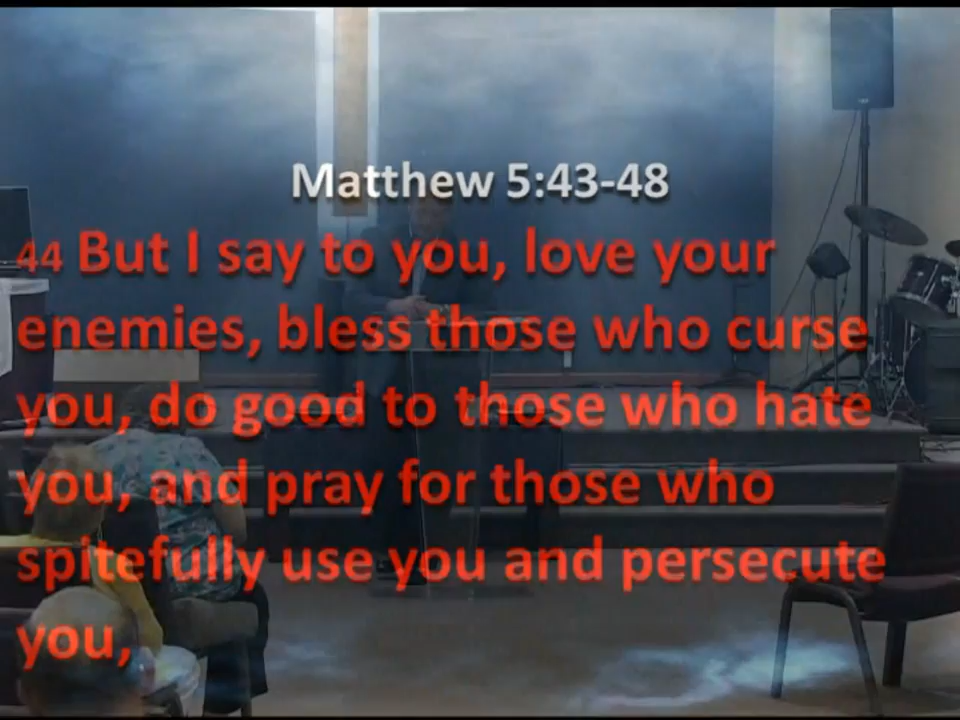 Matthew 5:43-48
44 But I say to you, love your
enemies, bless those who curse
you, do good to those who hate
you, and pray for those who
spitefully use you and persecute
you,